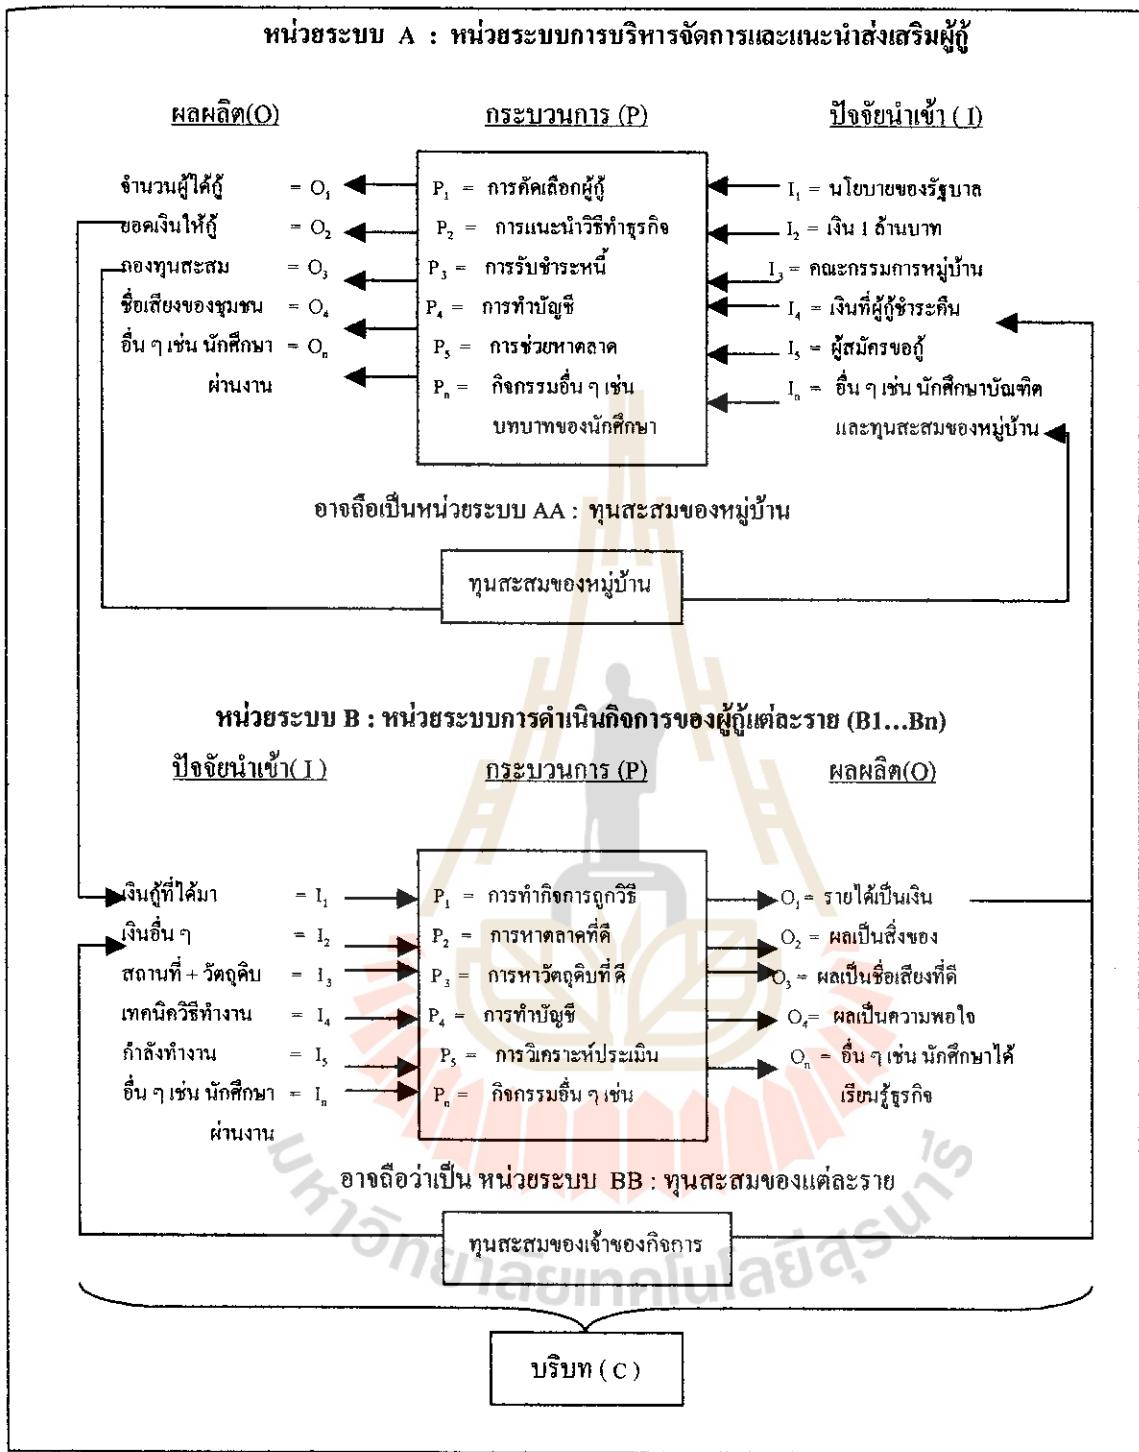 หน่วยระบบ A : หน่วยระบบการบริหารจัดการและแนะนำส่งเสริมผู้กู้
ผลผลิต(O) กระบวนการ (P) ปัจจัยนำเข้า ( I )
จำนวนผู้ได้กู้ = O1 P1 = การคัดเลือกผู้กู้ I1 = นโยบายของรัฐบาล
ยอดเงินให้กู้ = O2 P2 = การแนะนำวิธีทำธุรกิจ I2 = เงิน 1 ล้านบาท
กองทุนสะสม = O3 P3 = การรับชำระหนี้ I3 = คณะกรรมการหมู่บ้าน
ชื่อเสียงของชุมชน = O4 P4 = การทำบัญชี I4 = เงินที่ผู้กู้ชำระคืน
อื่น ๆ เช่น นักศึกษา = On P5 = การช่วยหาตลาด I5 = ผู้สมัครขอกู้
ผ่านงาน Pn = กิจกรรมอื่น ๆ เช่น In = อื่น ๆ เช่น นักศึกษาบัณฑิต
บทบาทของนักศึกษา และทุนสะสมของหมู่บ้าน
อาจถือเป็นหน่วยระบบ AA : ทุนสะสมของหมู่บ้าน
ทุนสะสมของหมู่บ้าน
หน่วยระบบ B : หน่วยระบบการดำเนินกิจการของผู้กู้แต่ละราย (B1...Bn)
ปัจจัยนำเข้า( I ) กระบวนการ (P) ผลผลิต(O)
เงินกู้ที่ได้มา = I1 P1 = การทำกิจการถูกวิธี O1= รายได้เป็นเงิน
เงินอื่น ๆ = I2 P2 = การหาตลาดที่ดี O2 = ผลเป็นสิ่งของ
สถานที่ + วัตถุดิบ = I3 P3 = การหาวัตถุดิบที่ดี O3 = ผลเป็นชื่อเสียงที่ดี
เทคนิควิธีทำงาน = I4 P4 = การทำบัญชี O4= ผลเป็นความพอใจ
กำลังทำงาน = I5 P5 = การวิเคราะห์ประเมิน On = อื่น ๆ เช่น นักศึกษาได้
อื่น ๆ เช่น นักศึกษา = In Pn = กิจกรรมอื่น ๆ เช่น เรียนรู้ธุรกิจ
ผ่านงาน
อาจถือว่าเป็น หน่วยระบบ BB : ทุนสะสมของแต่ละราย
ทุนสะสมของเจ้าของกิจการ
มหาวิทยาลัยเทคโนโลยีสุรนารี
บริบท ( C )